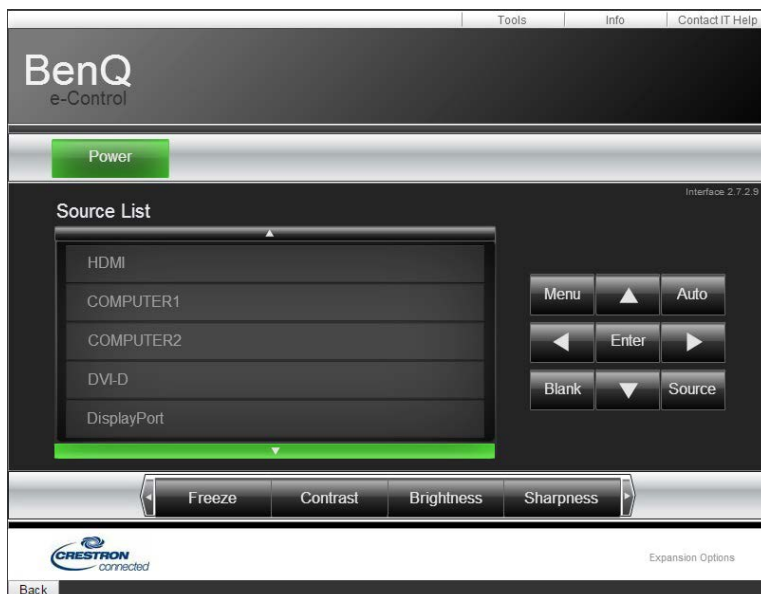 Tools Info Contact IT Help
BenQ
e-Control
Power
Interface 2.7.2.9
Source List
HDMI
COMPUTER1
COMPUTER2
DVI-D
DisplayPort
Menu Auto
Enter
Blank Source
Freeze Contrast Brightness Sharpness
CRESTRON
connected
Expansion Options
Back